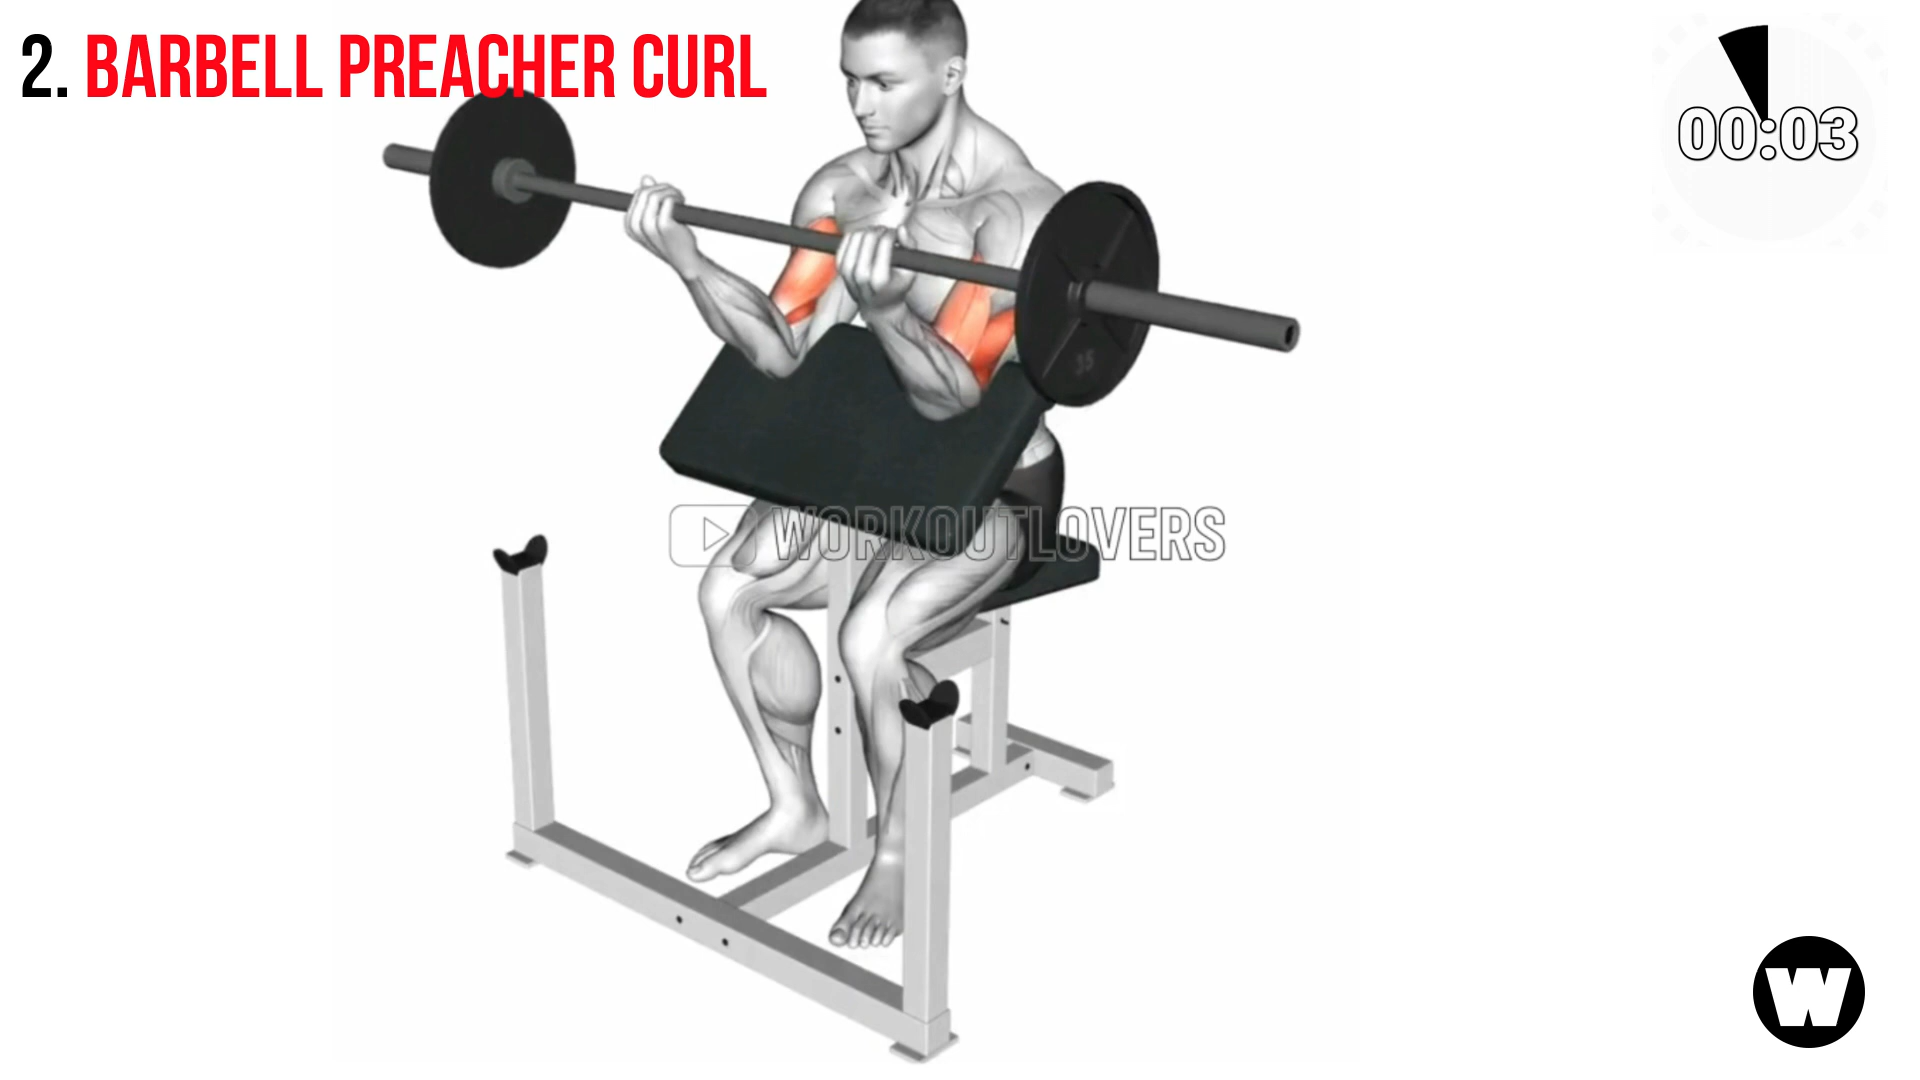 2. BARBELL PREACHER CURL
00:03
35
WORKOUTLOVERS
W